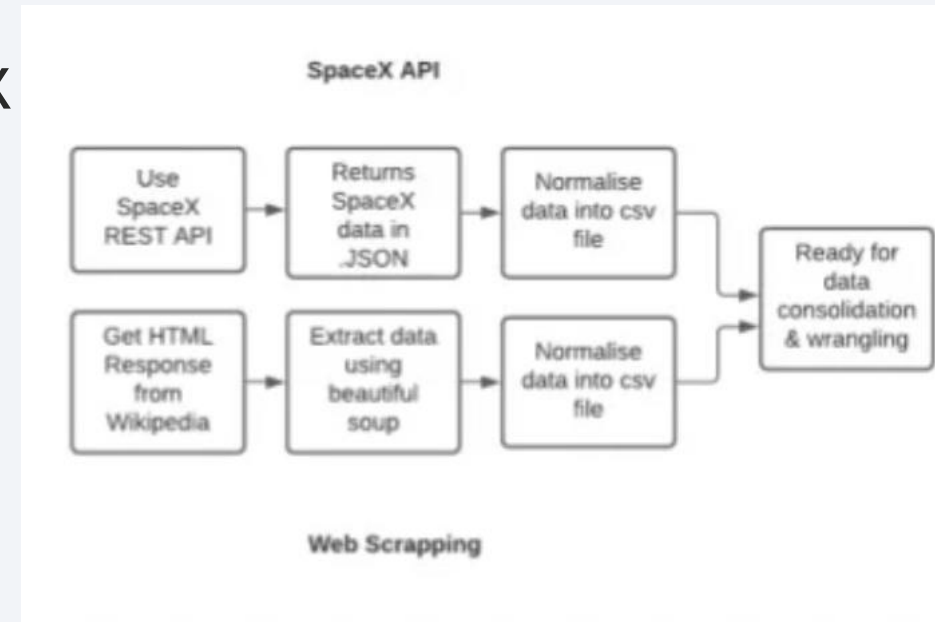 SpaceX API
Use
SpaceX
REST API
Returns
SpaceX
data in
.JSON
Normalise
data into csv
file
Get HTML
Response
from
Wikipedia
Extract data
using
beautiful
soup
Normalise
data into csv
file
Ready for
data
consolidation
& wrangling
Web Scrapping